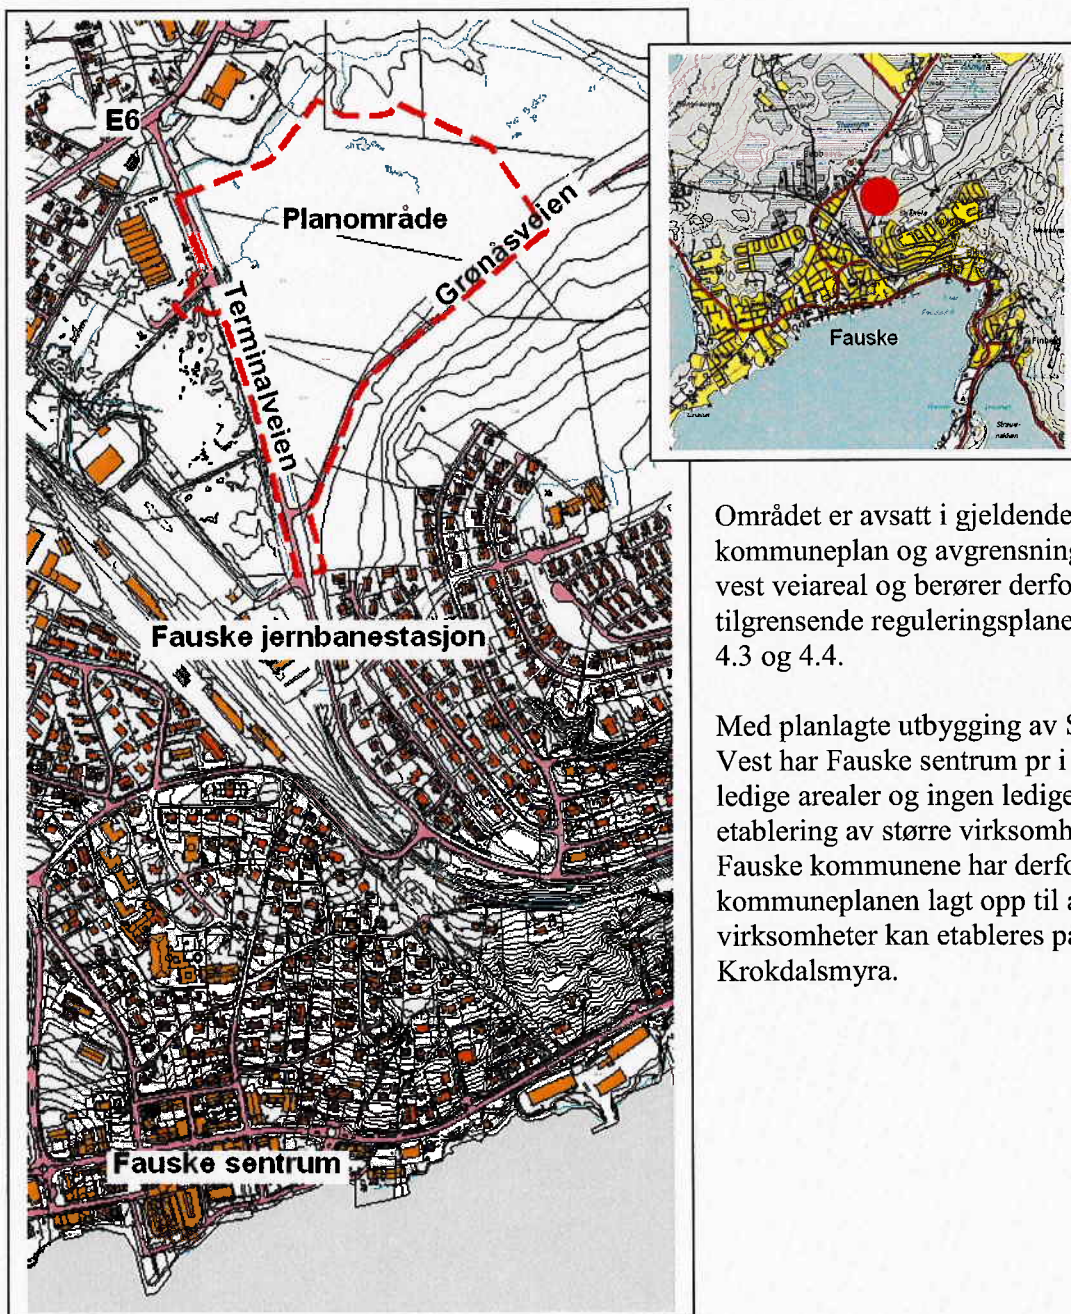 E6
Planområde
Grønåsveien
Terminalveien
Fauske jernbanestasjon
Fauske sentrum
Fauske
Området er avsatt i gjeldende
kommuneplan og avgrensning
vest veiareal og berører derfo
tilgrensende reguleringsplane
4.3 og 4.4.
Med planlagte utbygging av S
Vest har Fauske sentrum pr i
ledige arealer og ingen ledige
etablering av større virksomh
Fauske kommunene har derfo
kommuneplanen lagt opp til a
virksomheter kan etableres på
Krokdalsmyra.